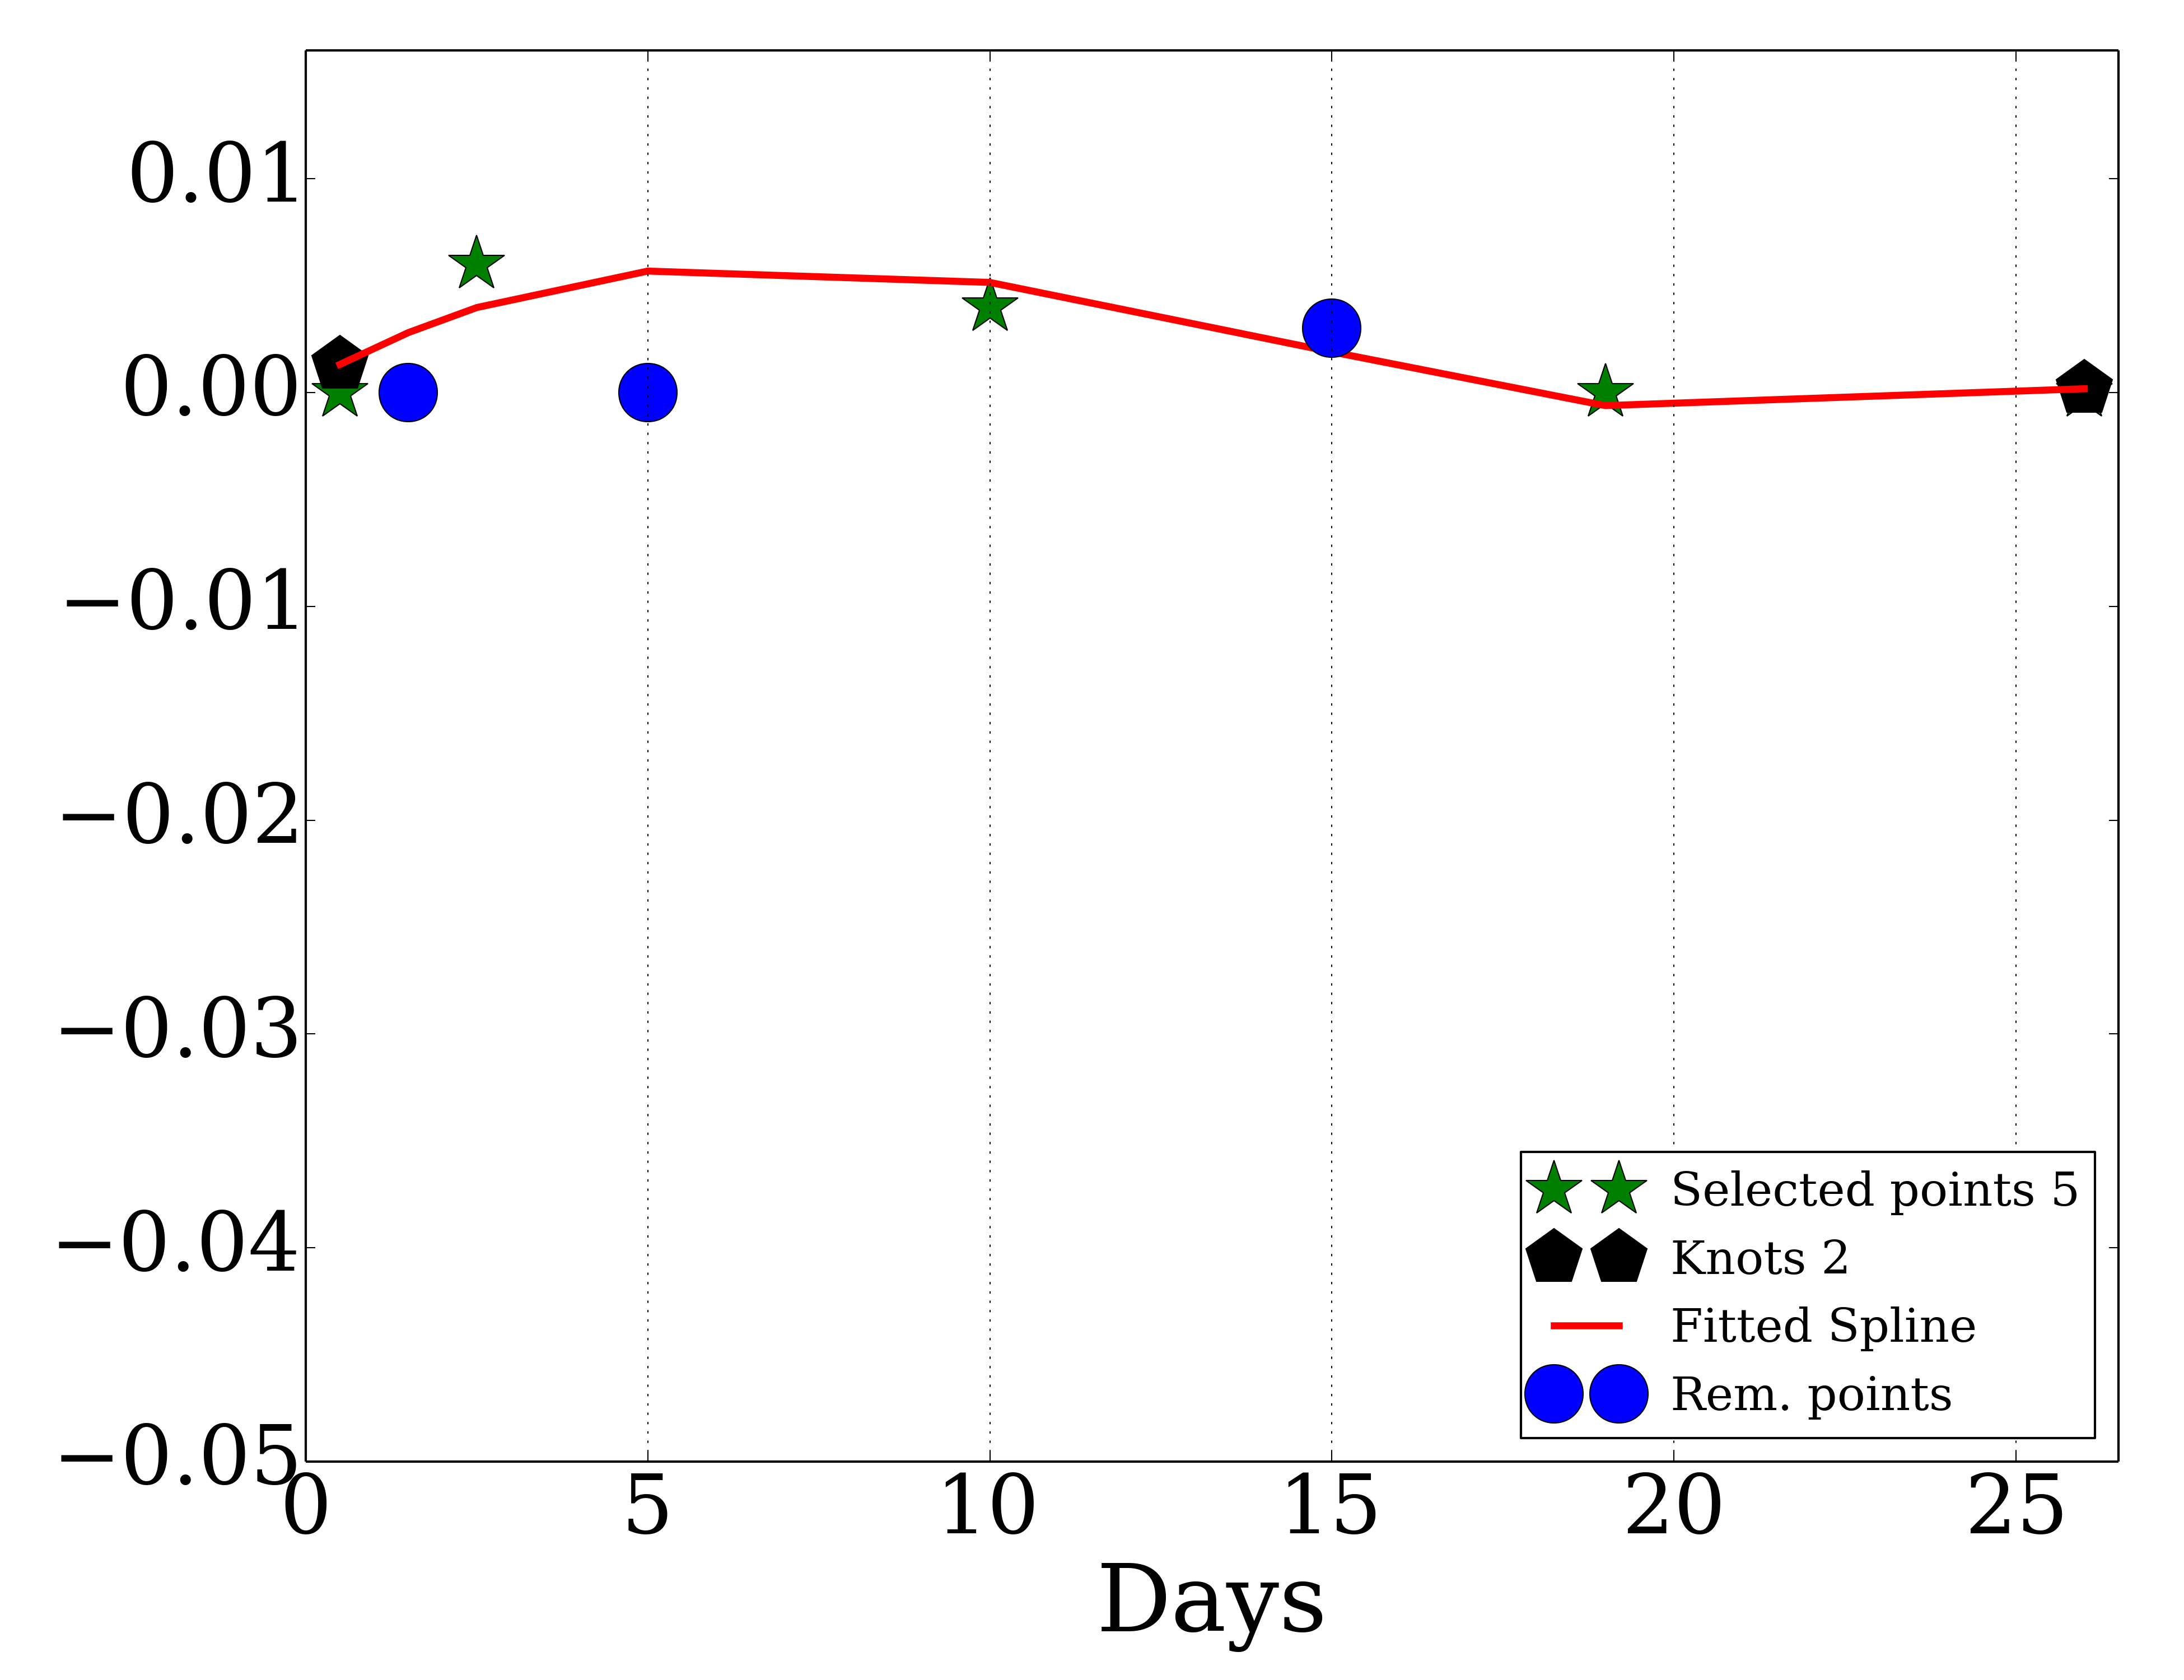 0.01
0.00
−0.01
−0.02
−0.03
−0.04
−0.05
0 5 10 15 20 25
Days
Selected points 5
Knots 2
Fitted Spline
Rem. points